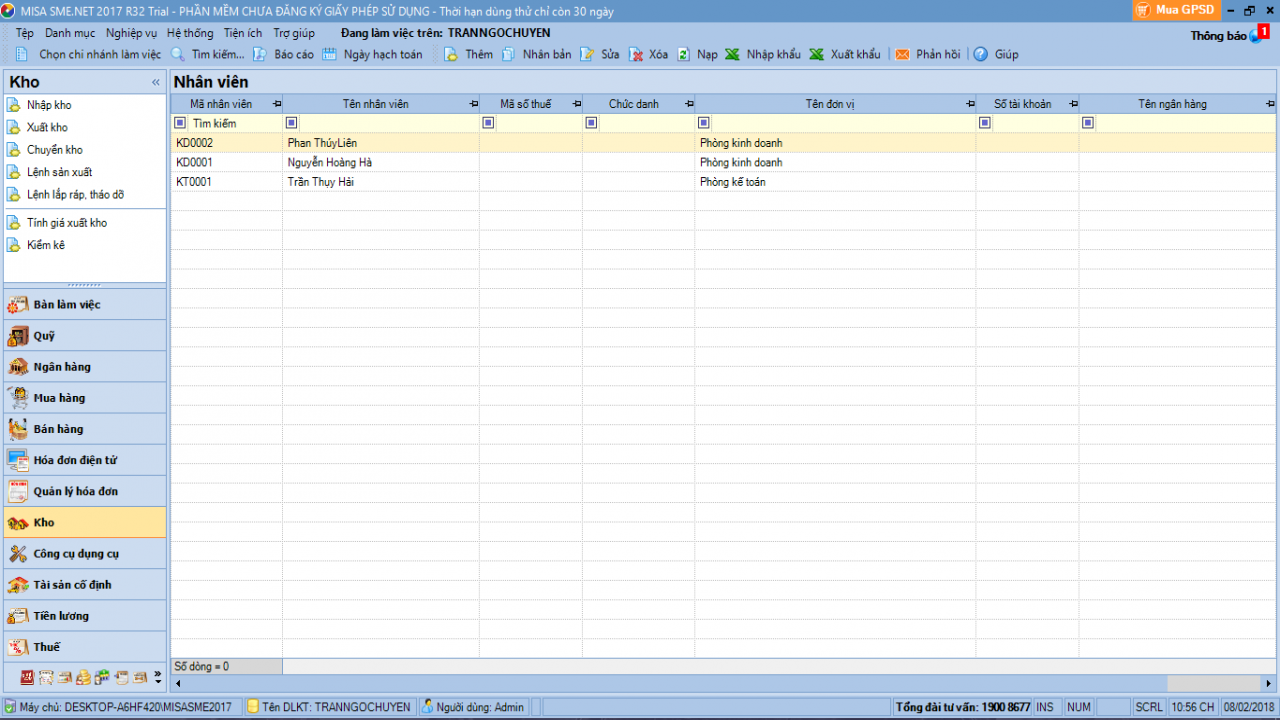 MISA SME.NET 2017 R32 Trial - PHẦN MỀM CHƯA ĐĂNG KÝ GIẤY PHÉP SỬ DỤNG - Thời hạn dùng thử chỉ còn 30 ngày
Mua GPSD
Tệp Danh mục Nghiệp vụ Hệ thống Tiện ích Trợ giúp Đang làm việc trên: TRANNGOCHUYEN
Thông báo 1
Chọn chi nhánh làm việc Tìm kiếm... Báo cáo Ngày hạch toán Thêm Nhân bản Sửa Xóa Nạp Nhập khẩu Xuất khẩu Phản hồi Giúp
Kho «
Nhân viên
Mã nhân viên Tên nhân viên Mã số thuế Chức danh Tên đơn vị Số tài khoản Tên ngân hàng
Tìm kiếm
KD0002 Phan ThúyLiên Phòng kinh doanh
KD0001 Nguyễn Hoàng Hà Phòng kinh doanh
KT0001 Trần Thụy Hải Phòng kế toán
Nhập kho
Xuất kho
Chuyển kho
Lệnh sản xuất
Lệnh lắp ráp, tháo dỡ
Tính giá xuất kho
Kiểm kê
Bàn làm việc
Quỹ
Ngân hàng
Mua hàng
Bán hàng
Hóa đơn điện tử
Quản lý hóa đơn
Kho
Công cụ dụng cụ
Tài sản cố định
Tiền lương
Thuế
Số dòng = 0
Máy chủ: DESKTOP-A6HF420\MISASME2017 Tên DLKT: TRANNGOCHUYEN Người dùng: Admin Tổng đài tư vấn: 1900 8677 INS NUM SCRL 10:56 CH 08/02/2018